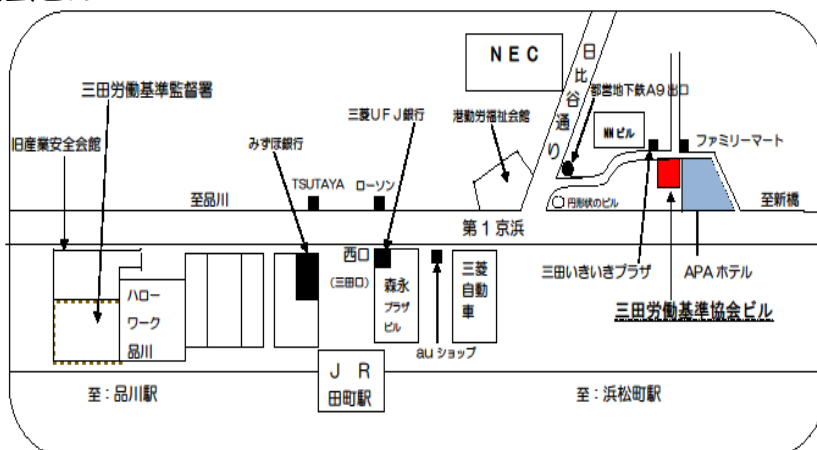 NEC
日比谷通り
都営地下鉄A9出口
三田労働基準監督署
三菱UFJ銀行
港勤労福祉会館
NNビル
みずほ銀行
旧産業安全会館
ファミリーマート
TSUTAYA
ローソン
至品川
至新橋
円形状のビル
第1京浜
西口
(三田口)
森永
プラザ
ビル
三菱
自動
車
三田いきいきプラザ
APAホテル
ハロー
ワーク
品川
三田労働基準協会ビル
auショップ
JR
田町駅
至:品川駅
至:浜松町駅